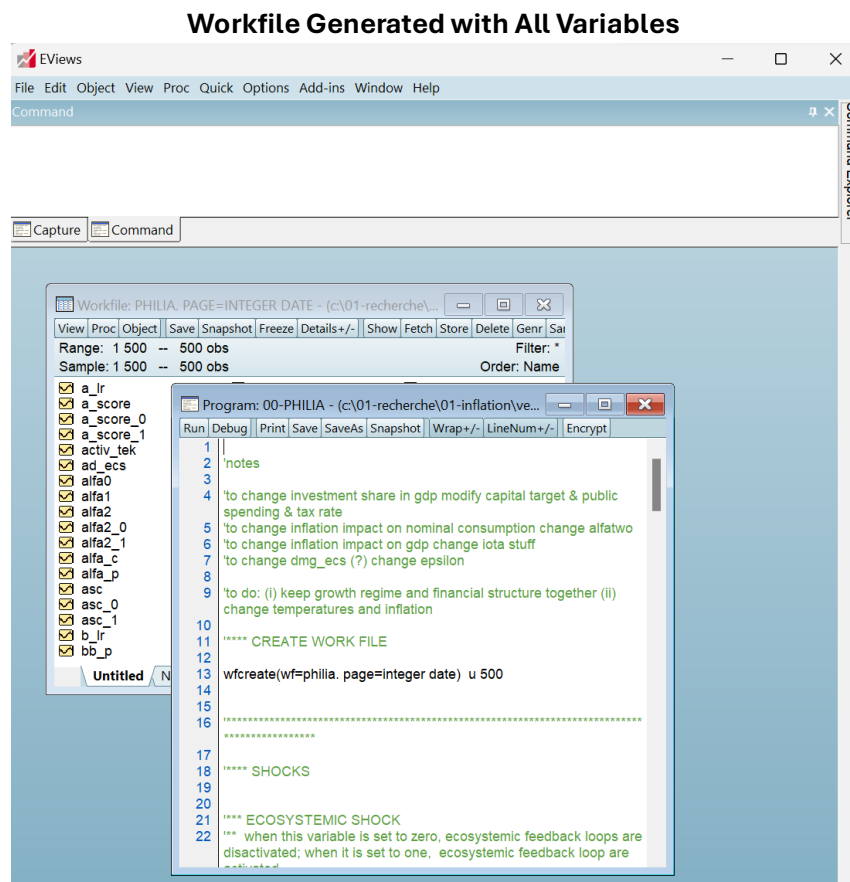 Workfile Generated with All Variables
EViews
File Edit Object View Proc Quick Options Add-ins Window Help
Command
Command Explorer
Capture Command
Workfile: PHILIA. PAGE=INTEGER DATE - (c:\01-recherche\...
View Proc Object Save Snapshot Freeze Details+/- Show Fetch Store Delete Genr Sar
Range: 1 500 -- 500 obs Filter: *
Sample: 1 500 -- 500 obs Order: Name
a_lr
a_score
a_score_0
a_score_1
activ_tek
ad_ecs
alfa0
alfa1
alfa2
alfa2_0
alfa2_1
alfa_c
alfa_p
asc
asc_0
asc_1
b_lr
bb_p
Untitled N
Program: 00-PHILIA - (c:\01-recherche\01-inflation\ve...
Run Debug Print Save SaveAs Snapshot Wrap+/- LineNum+/- Encrypt
1
2 'notes
3
4 'to change investment share in gdp modify capital target & public
spending & tax rate
5 'to change inflation impact on nominal consumption change alfatwo
6 'to change inflation impact on gdp change iota stuff
7 'to change dmg_ecs (?) change epsilon
8
9 'to do: (i) keep growth regime and financial structure together (ii)
change temperatures and inflation
10
11 '**** CREATE WORK FILE
12
13 wfcreate(wf=philia. page=integer date) u 500
14
15
16 '******************************************************************************
*****************
17
18 '**** SHOCKS
19
20
21 '*** ECOSYSTEMIC SHOCK
22 '** when this variable is set to zero, ecosystemic feedback loops are
disactivated; when it is set to one, ecosystemic feedback loop are
activated